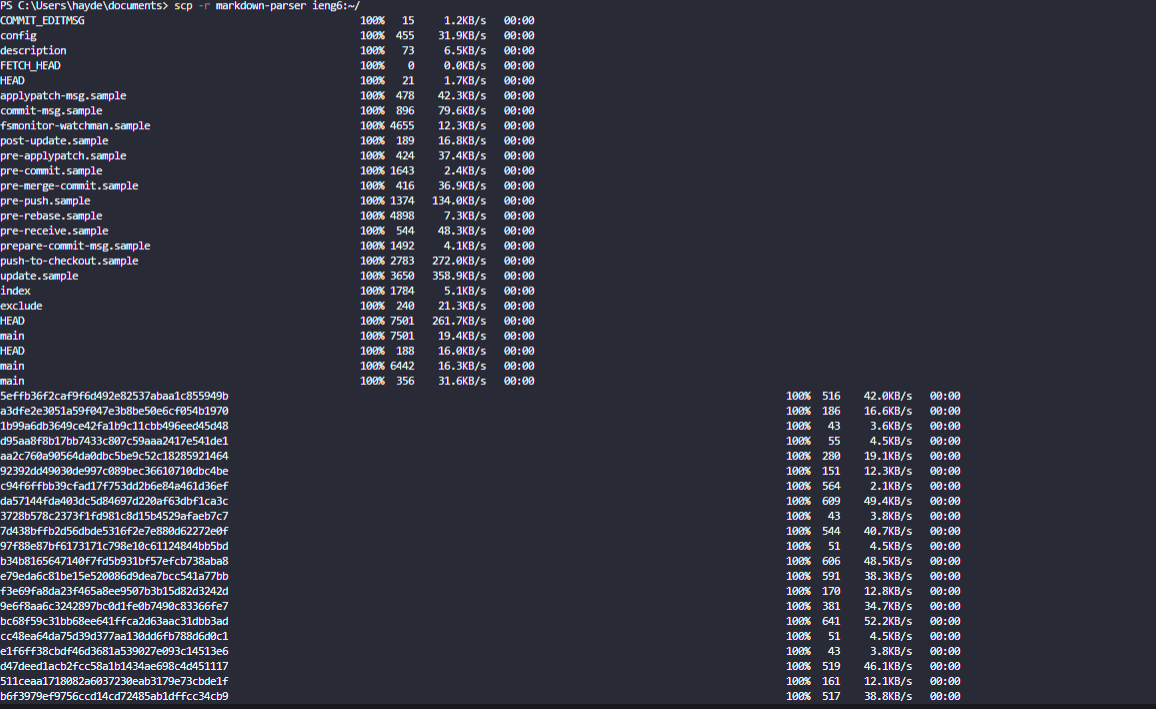 PS C:\Users\hayde\documents> scp -r markdown-parser ieng6:~/
COMMIT_EDITMSG 100% 15 1.2KB/s 00:00
config 100% 455 31.9KB/s 00:00
description 100% 73 6.5KB/s 00:00
FETCH_HEAD 100% 0 0.0KB/s 00:00
HEAD 100% 21 1.7KB/s 00:00
applypatch-msg.sample 100% 478 42.3KB/s 00:00
commit-msg.sample 100% 896 79.6KB/s 00:00
fsmonitor-watchman.sample 100% 4655 12.3KB/s 00:00
post-update.sample 100% 189 16.8KB/s 00:00
pre-applypatch.sample 100% 424 37.4KB/s 00:00
pre-commit.sample 100% 1643 2.4KB/s 00:00
pre-merge-commit.sample 100% 416 36.9KB/s 00:00
pre-push.sample 100% 1374 134.0KB/s 00:00
pre-rebase.sample 100% 4898 7.3KB/s 00:00
pre-receive.sample 100% 544 48.3KB/s 00:00
prepare-commit-msg.sample 100% 1492 4.1KB/s 00:00
push-to-checkout.sample 100% 2783 272.0KB/s 00:00
update.sample 100% 3650 358.9KB/s 00:00
index 100% 1784 5.1KB/s 00:00
exclude 100% 240 21.3KB/s 00:00
HEAD 100% 7501 261.7KB/s 00:00
main 100% 7501 19.4KB/s 00:00
HEAD 100% 188 16.0KB/s 00:00
main 100% 6442 16.3KB/s 00:00
main 100% 356 31.6KB/s 00:00
5effb36f2caf9f6d492e82537abaa1c855949b 100% 516 42.0KB/s 00:00
a3dfe2e3051a59f047e3b8be50e6cf054b1970 100% 186 16.6KB/s 00:00
1b99a6db3649ce42fa1b9c11cbb496eed45d48 100% 43 3.6KB/s 00:00
d95aa8f8b17bb7433c807c59aaa2417e541de1 100% 55 4.5KB/s 00:00
aa2c760a90564da0dbc5be9c52c18285921464 100% 280 19.1KB/s 00:00
92392dd49030de997c089bec36610710dbc4be 100% 151 12.3KB/s 00:00
c94f6ffbb39cfad17f753dd2b6e84a461d36ef 100% 564 2.1KB/s 00:00
da57144fda403dc5d84697d220af63dbf1ca3c 100% 609 49.4KB/s 00:00
3728b578c2373f1fd981c8d15b4529afaeb7c7 100% 43 3.8KB/s 00:00
7d438bffb2d56dbde5316f2e7e880d62272e0f 100% 544 40.7KB/s 00:00
97f88e87bf6173171c798e10c61124844bb5bd 100% 51 4.5KB/s 00:00
b34b8165647140f7fd5b931bf57efcb738aba8 100% 606 48.5KB/s 00:00
e79eda6c81be15e520086d9dea7bcc541a77bb 100% 591 38.3KB/s 00:00
f3e69fa8da23f465a8ee9507b3b15d82d3242d 100% 170 12.8KB/s 00:00
9e6f8aa6c3242897bc0d1fe0b7490c83366fe7 100% 381 34.7KB/s 00:00
bc68f59c31bb68ee641ffca2d63aac31dbb3ad 100% 641 52.2KB/s 00:00
cc48ea64da75d39d377aa130dd6fb788d6d0c1 100% 51 4.5KB/s 00:00
e1f6ff38cbdf46d3681a539027e093c14513e6 100% 43 3.8KB/s 00:00
d47deed1acb2fcc58a1b1434ae698c4d451117 100% 519 46.1KB/s 00:00
511ceaa1718082a6037230eab3179e73cbde1f 100% 161 12.1KB/s 00:00
b6f3979ef9756ccd14cd72485ab1dffcc34cb9 100% 517 38.8KB/s 00:00